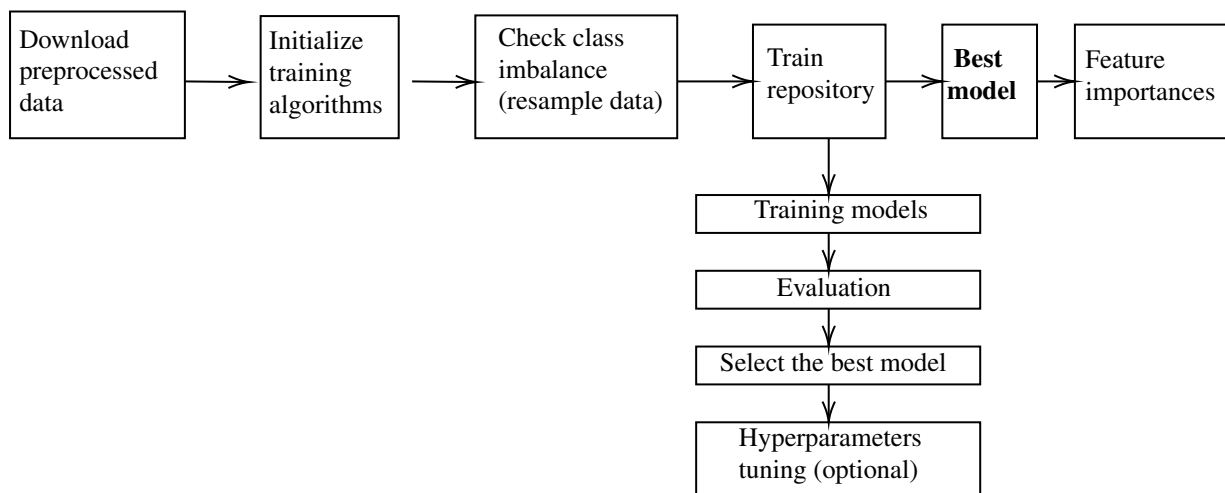 Download
preprocessed
data
Initialize
training
algorithms
Check class
imbalance
(resample data)
Train
repository
Best
model
Feature
importances
Training models
Evaluation
Select the best model
Hyperparameters
tuning (optional)